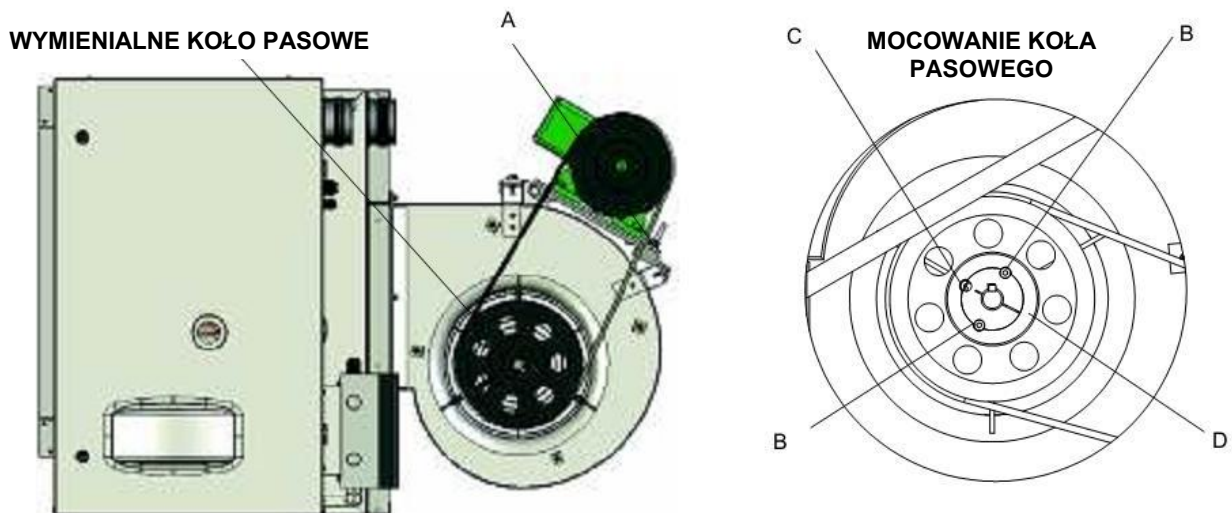 WYMIENIALNE KOŁO PASOWE
A
C
MOCOWANIE KOŁA
PASOWEGO
B
B
D